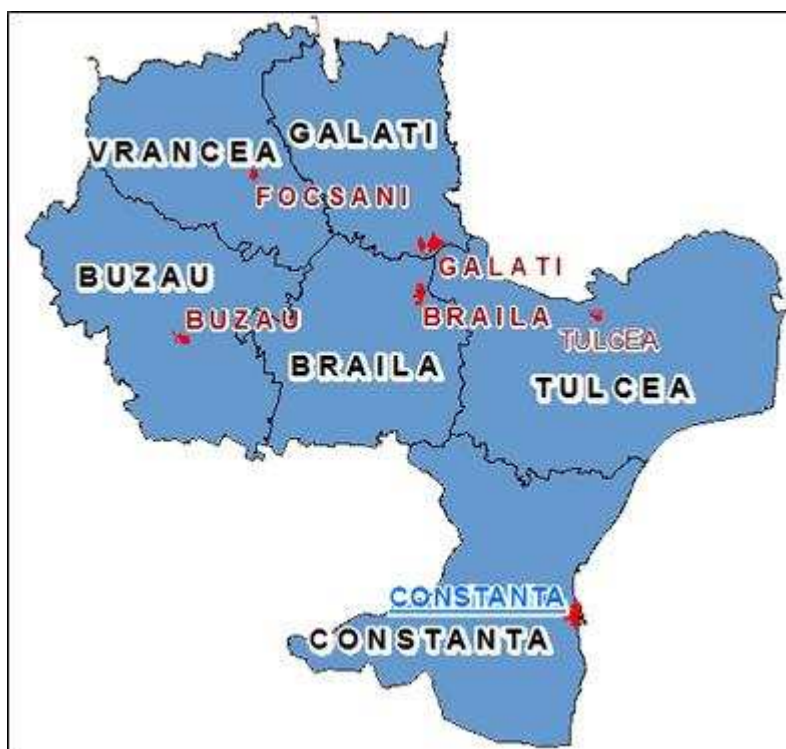 GALATI
VRANCEA
FOCSANI
GALATI
BUZAU
BUZAU
BRAILA
TULCEA
BRAILA
TULCEA
CONSTANTA
CONSTANTA